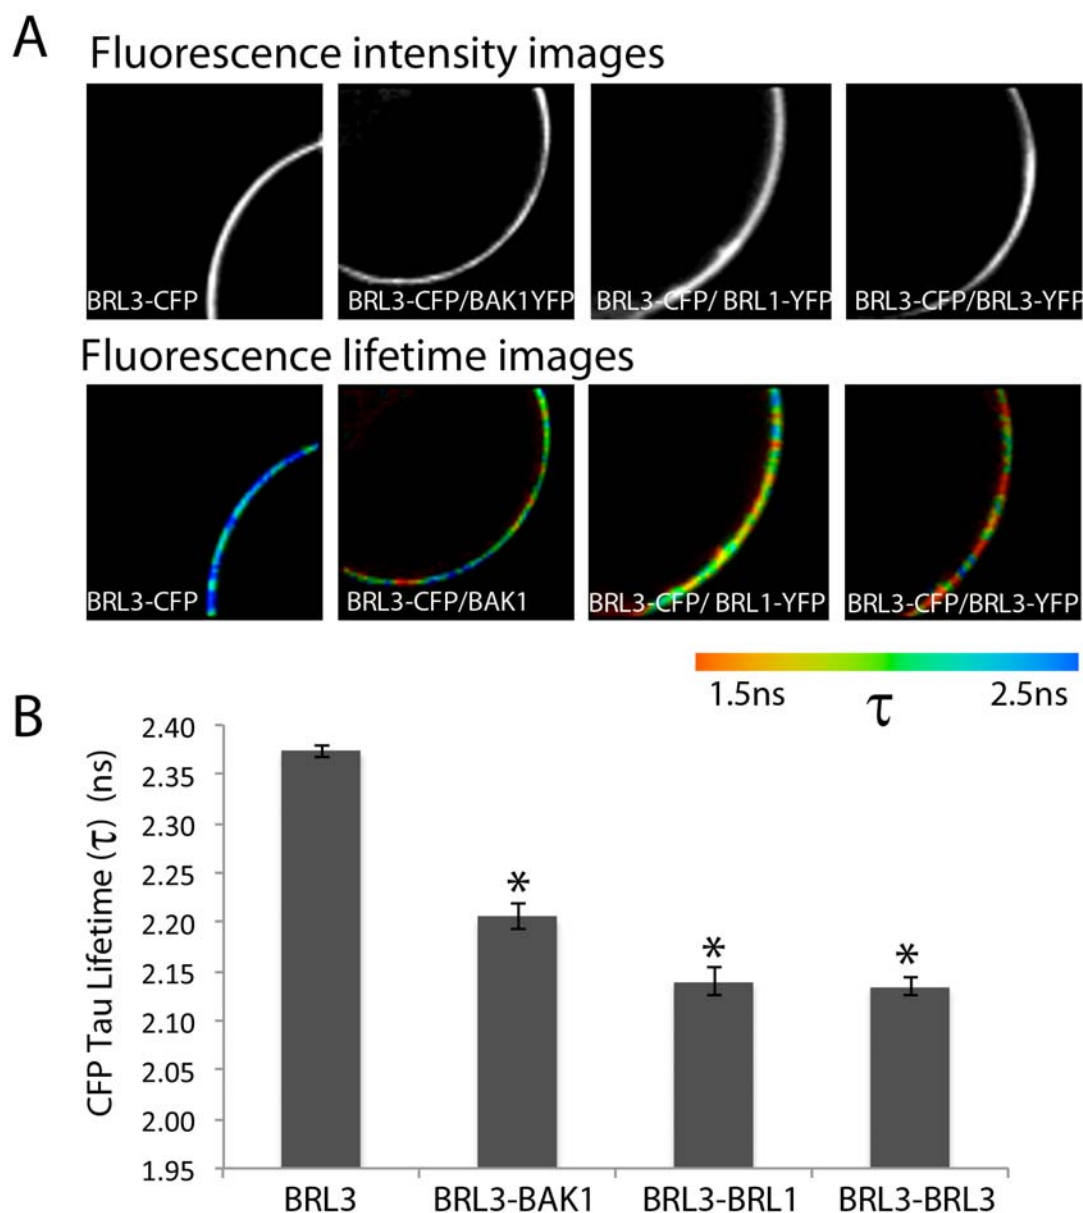 A
Fluorescence intensity images
BRL3-CFP
BRL3-CFP/BAK1YFP
BRL3-CFP/ BRL1-YFP
BRL3-CFP/BRL3-YFP
Fluorescence lifetime images
BRL3-CFP
BRL3-CFP/BAK1
BRL3-CFP/ BRL1-YFP
BRL3-CFP/BRL3-YFP
1.5ns
τ
2.5ns
B
CFP Tau Lifetime (τ) (ns)
2.40
2.35
2.30
2.25
2.20
2.15
2.10
2.05
2.00
1.95
*
*
*
BRL3
BRL3-BAK1
BRL3-BRL1
BRL3-BRL3